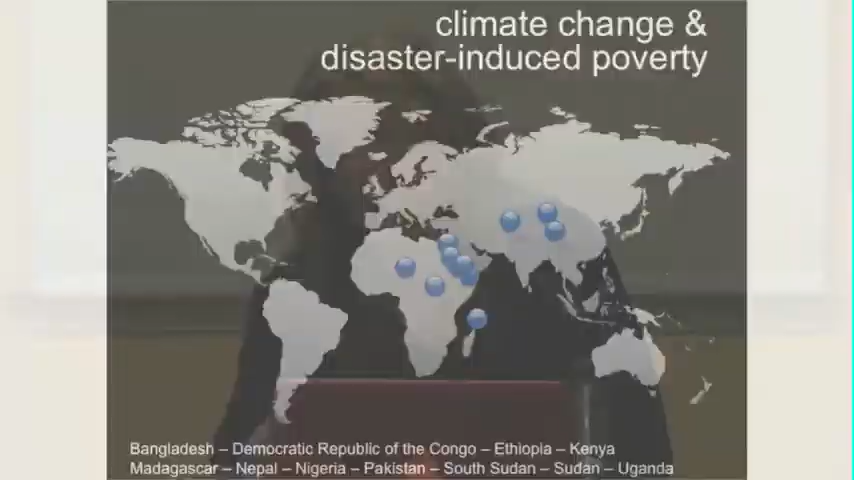 climate change &
disaster-induced poverty
Bangladesh – Democratic Republic of the Congo – Ethiopia – Kenya
Madagascar – Nepal – Nigeria – Pakistan – South Sudan – Sudan – Uganda